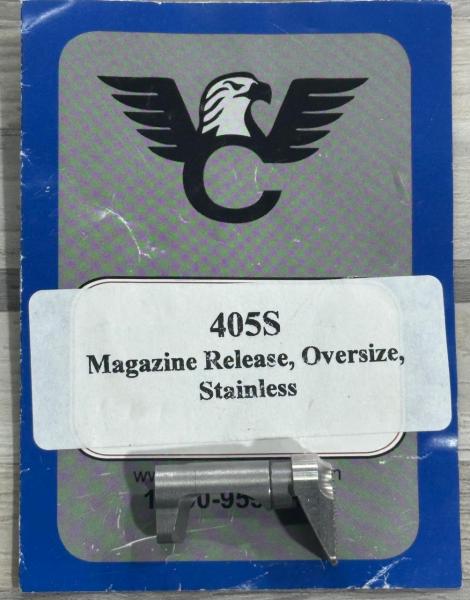 C
405S
Magazine Release, Oversize,
Stainless